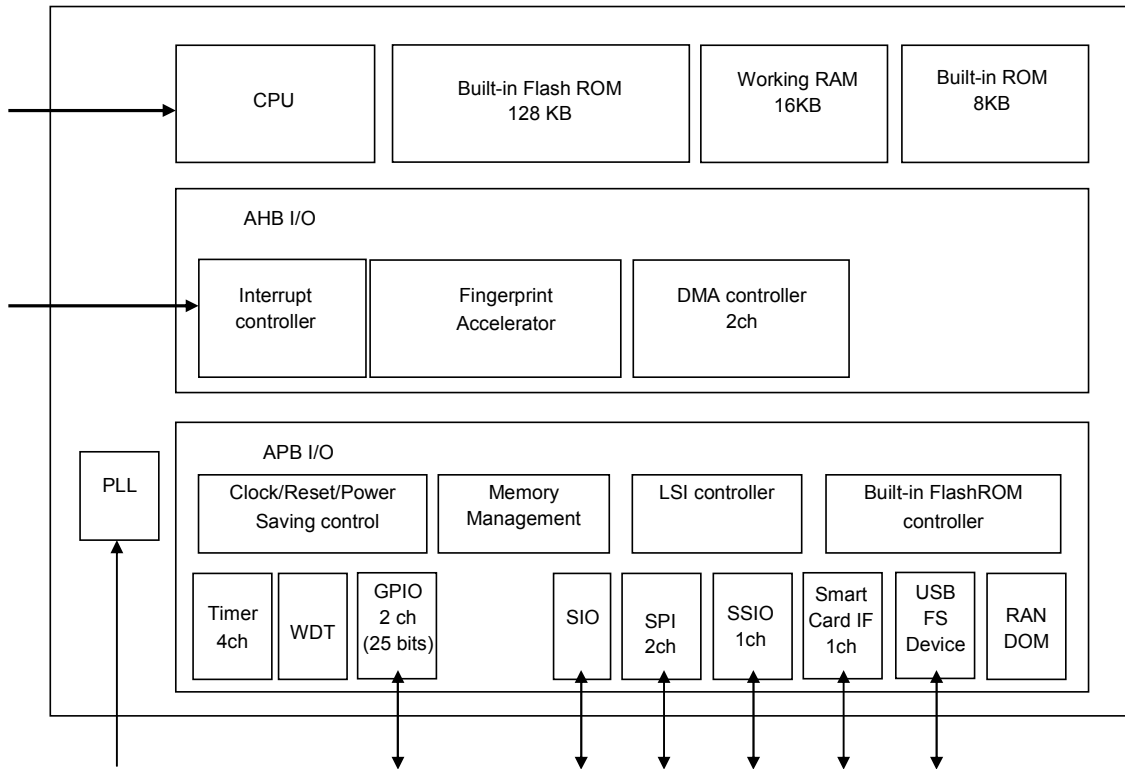 CPU
Built-in Flash ROM
128 KB
Working RAM
16KB
Built-in ROM
8KB
AHB I/O
Interrupt
controller
Fingerprint
Accelerator
DMA controller
2ch
PLL
APB I/O
Clock/Reset/Power
Saving control
Memory
Management
LSI controller
Built-in FlashROM
controller
Timer
4ch
WDT
GPIO
2 ch
(25 bits)
SIO
SPI
2ch
SSIO
1ch
Smart
Card IF
1ch
USB
FS
Device
RAN
DOM